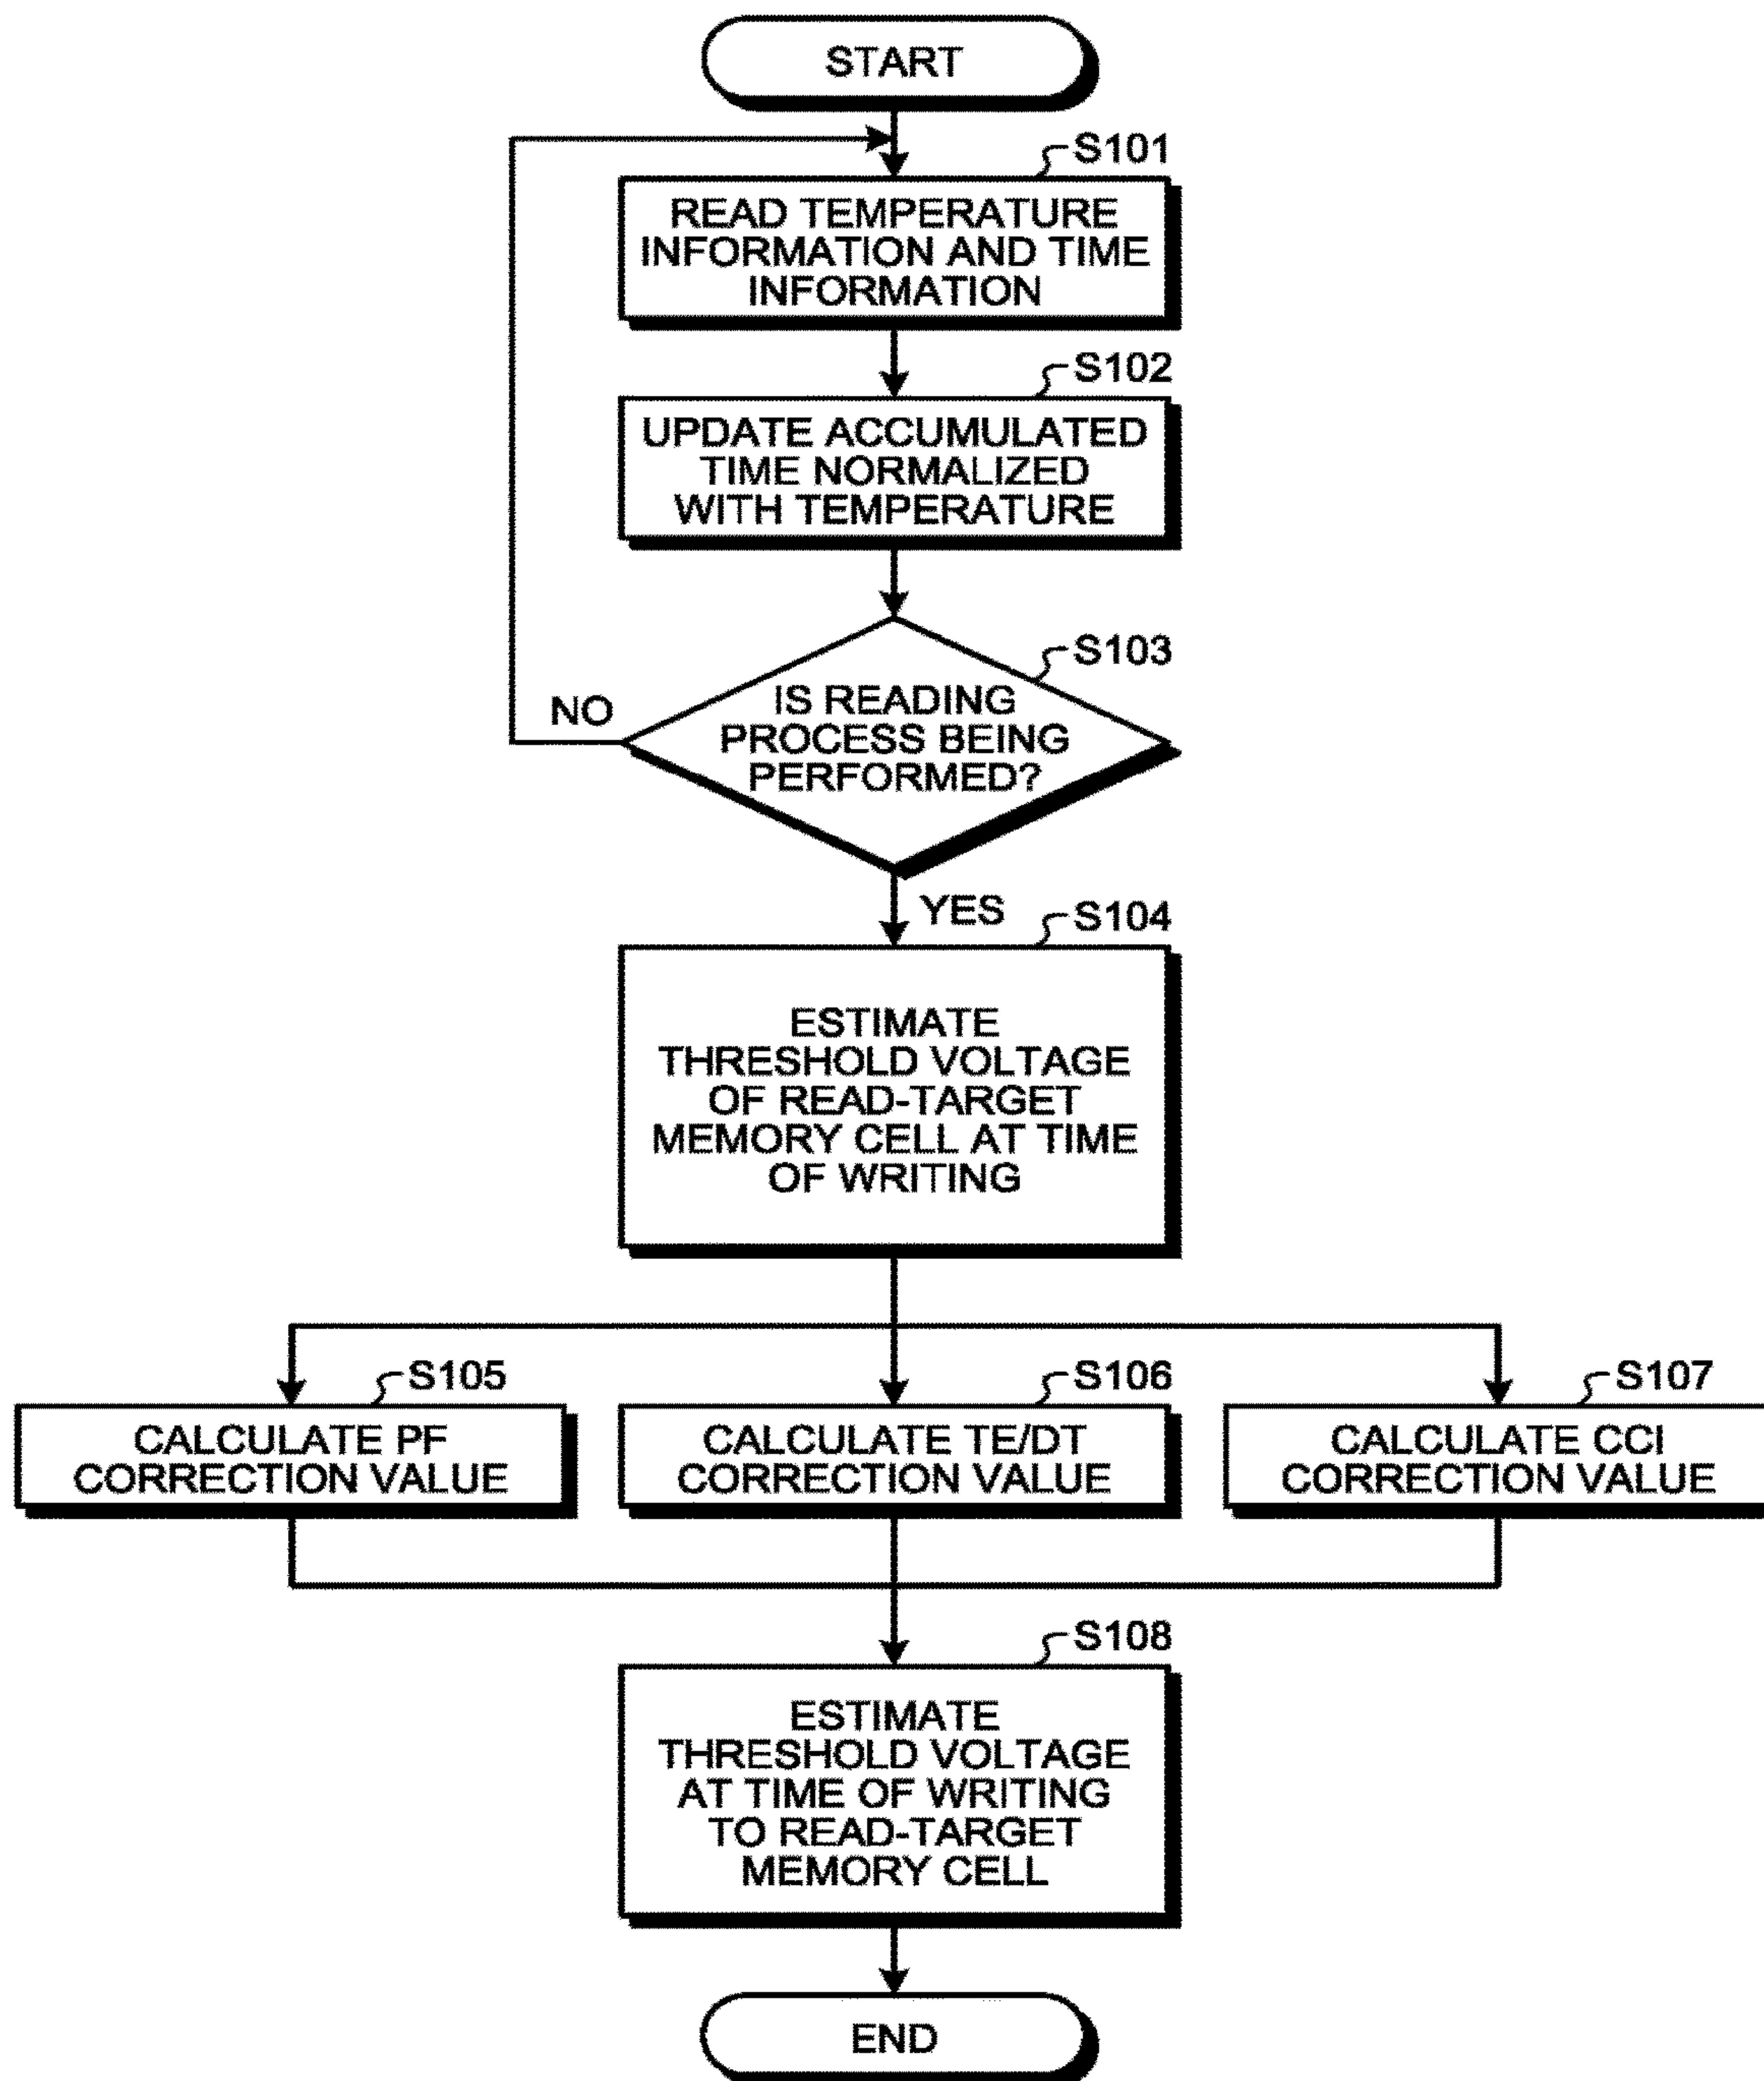 START
S101
READ TEMPERATURE
INFORMATION AND TIME
INFORMATION
S102
UPDATE ACCUMULATED
TIME NORMALIZED
WITH TEMPERATURE
S103
IS READING
PROCESS BEING
PERFORMED?
NO
YES
S104
ESTIMATE
THRESHOLD VOLTAGE
OF READ-TARGET
MEMORY CELL AT TIME
OF WRITING
S105
CALCULATE PF
CORRECTION VALUE
S106
CALCULATE TE/DT
CORRECTION VALUE
S107
CALCULATE CCI
CORRECTION VALUE
S108
ESTIMATE
THRESHOLD VOLTAGE
AT TIME OF WRITING
TO READ-TARGET
MEMORY CELL
END